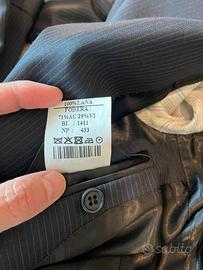 100%LANA
FODERA :
71%AC 29%VI
BL : 1411
NP : 433
subito